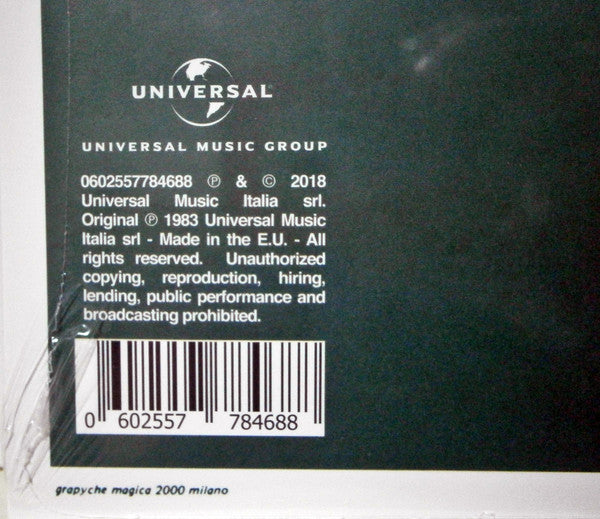 UNIVERSAL
UNIVERSAL MUSIC GROUP
0602557784688 ℗ & © 2018
Universal Music Italia srl.
Original ℗ 1983 Universal Music
Italia srl - Made in the E.U. - All
rights reserved. Unauthorized
copying, reproduction, hiring,
lending, public performance and
broadcasting prohibited.
0 602557 784688
grapyche magica 2000 milano